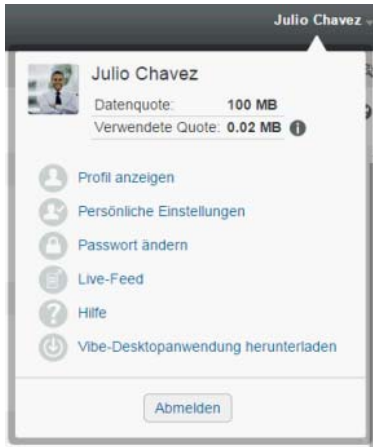 Julio Chavez
Julio Chavez
Datenquote: 100 MB
Verwendete Quote: 0.02 MB
Profil anzeigen
Persönliche Einstellungen
Passwort ändern
Live-Feed
Hilfe
Vibe-Desktopanwendung herunterladen
Abmelden